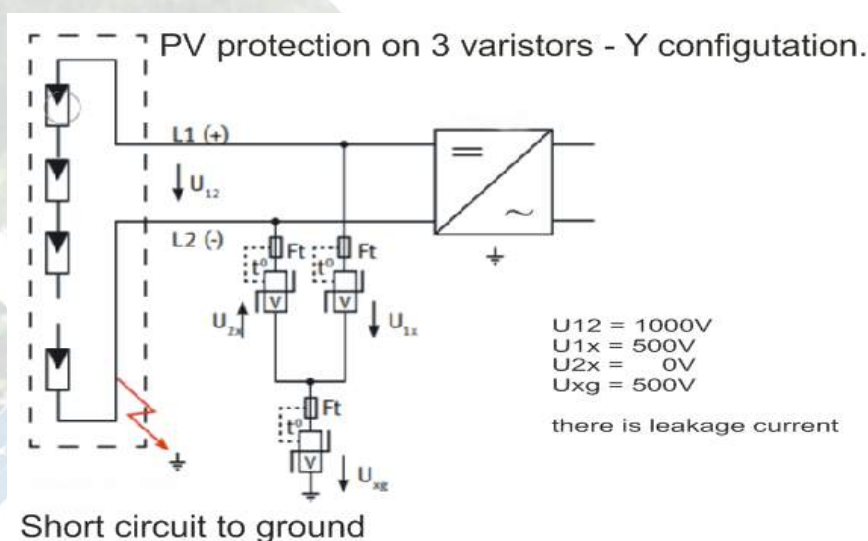 PV protection on 3 varistors - Y configutation.
L1 (+)
U12
L2 (-)
Ft
Ft
t°
t°
V
V
U2x
U1x
U12 = 1000V
U1x = 500V
U2x = 0V
Uxg = 500V
there is leakage current
Ft
t°
V
Uxg
Short circuit to ground